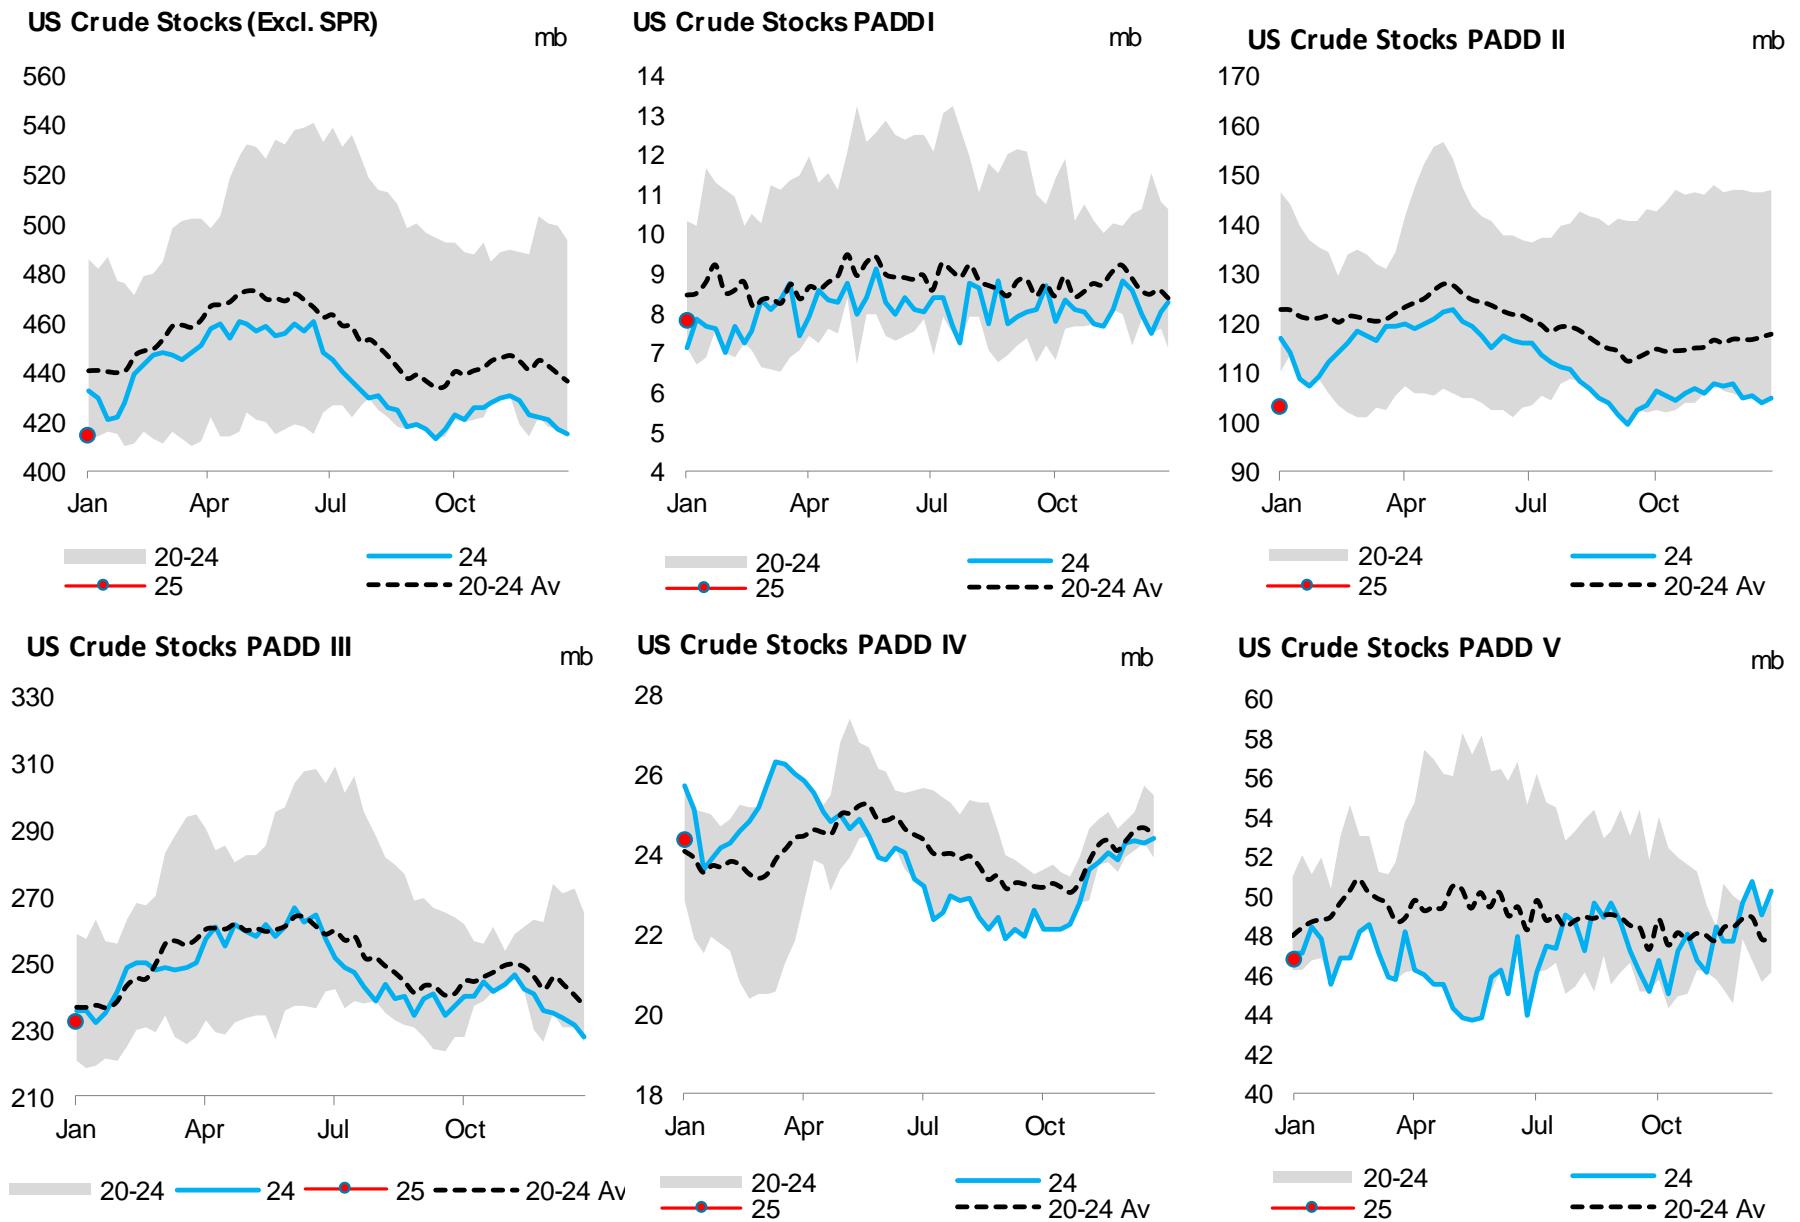 US Crude Stocks (Excl. SPR)
mb
560
540
520
500
480
460
440
420
400
Jan Apr Jul Oct
20-24 24
25 20-24 Av
US Crude Stocks PADD I
mb
14
13
12
11
10
9
8
7
6
5
4
Jan Apr Jul Oct
20-24 24
25 20-24 Av
US Crude Stocks PADD II
mb
170
160
150
140
130
120
110
100
90
Jan Apr Jul Oct
20-24 24
25 20-24 Av
US Crude Stocks PADD III
mb
330
310
290
270
250
230
210
Jan Apr Jul Oct
20-24 24 25 20-24 Av
US Crude Stocks PADD IV
mb
28
26
24
22
20
18
Jan Apr Jul Oct
20-24 24
25 20-24 Av
US Crude Stocks PADD V
mb
60
58
56
54
52
50
48
46
44
42
40
Jan Apr Jul Oct
20-24 24
25 20-24 Av